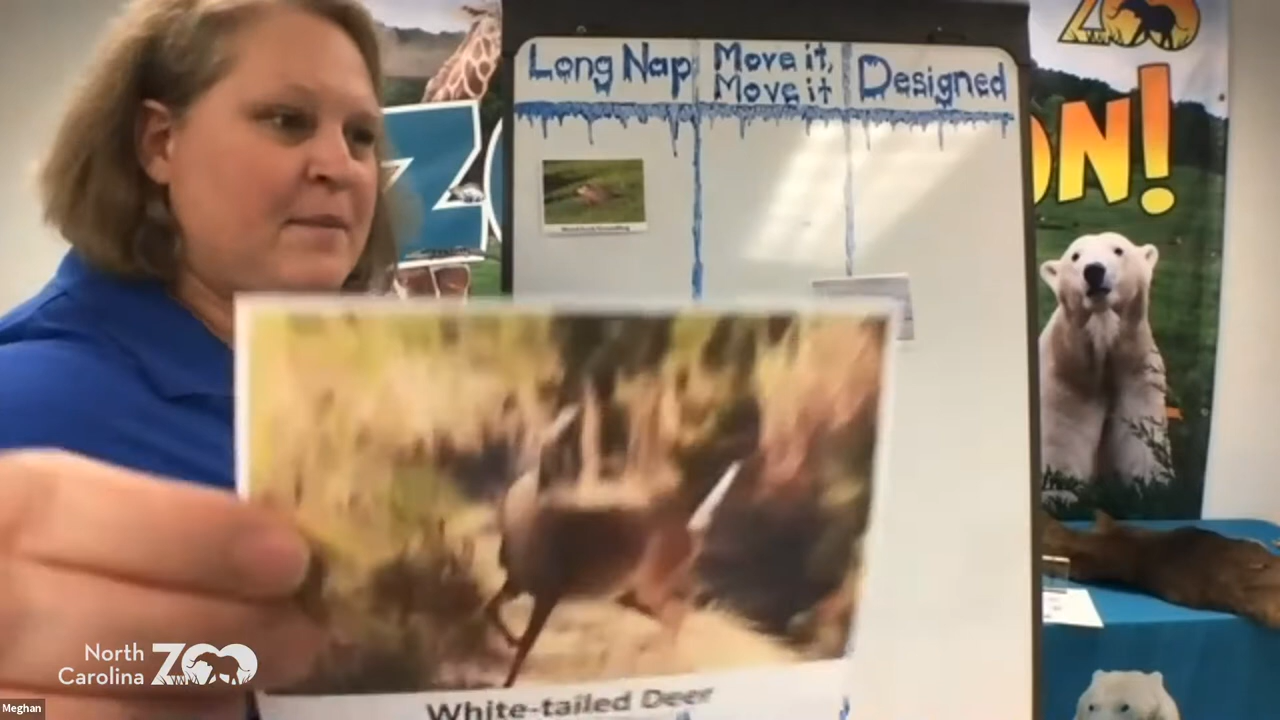 Long Nap
Move it,
Move it
Designed
ZOO
ON!
White-tailed Deer
North
Carolina ZOO
Meghan